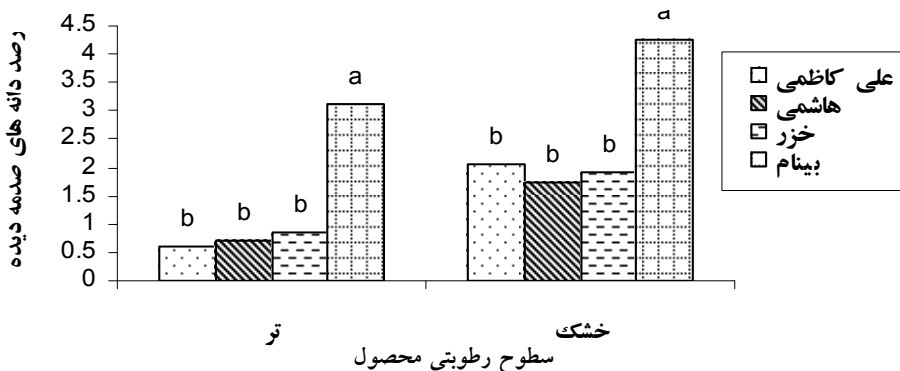 رصد دانه های صدمه دیده
4.5
4
3.5
3
2.5
2
1.5
1
0.5
0
b b b a
b b b a
تر خشک
سطوح رطوبتی محصول
علی کاظمی
هاشمی
خزر
بینام